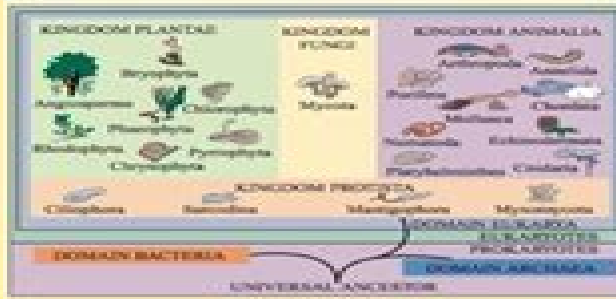 KINGDOM PLANTAE
Bryophyta
Angiospermae
Chlorophyta
Phaeophyta
Rhodophyta
Pyrrophyta
Chrysophyta
KINGDOM
FUNGI
Mycota
KINGDOM ANIMALIA
Arthropoda
Annelida
Porifera
Chordata
Mollusca
Nematoda
Echinodermata
Platyhelminthes
Cnidaria
KINGDOM PROTISTA
Ciliophora
Sarcodina
Mastigophora
Myxomycota
DOMAIN EUKARYA
EUKARYOTES
PROKARYOTES
DOMAIN BACTERIA
DOMAIN ARCHAEA
UNIVERSAL ANCESTOR